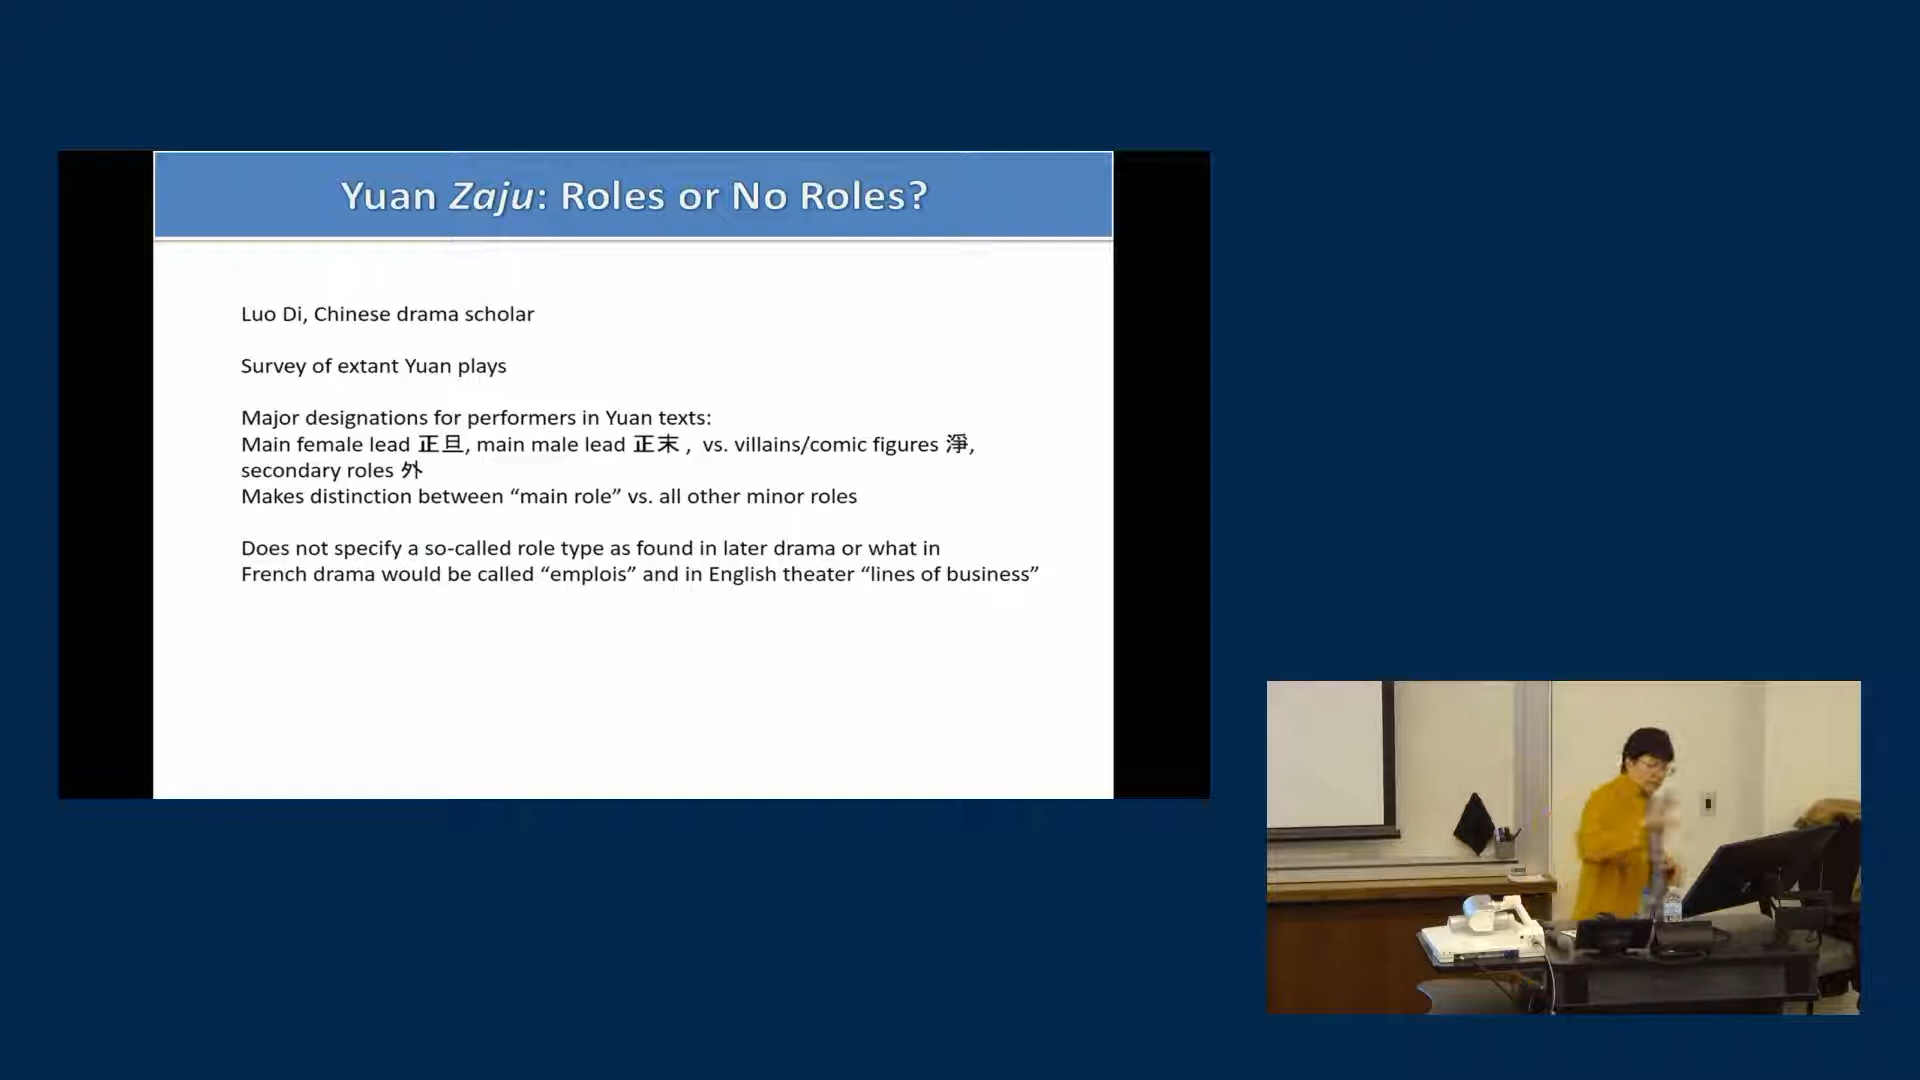 Yuan Zaju: Roles or No Roles?
Luo Di, Chinese drama scholar
Survey of extant Yuan plays
Major designations for performers in Yuan texts:
Main female lead 正旦, main male lead 正末 , vs. villains/comic figures 淨,
secondary roles 外
Makes distinction between “main role” vs. all other minor roles
Does not specify a so-called role type as found in later drama or what in
French drama would be called “emplois” and in English theater “lines of business”